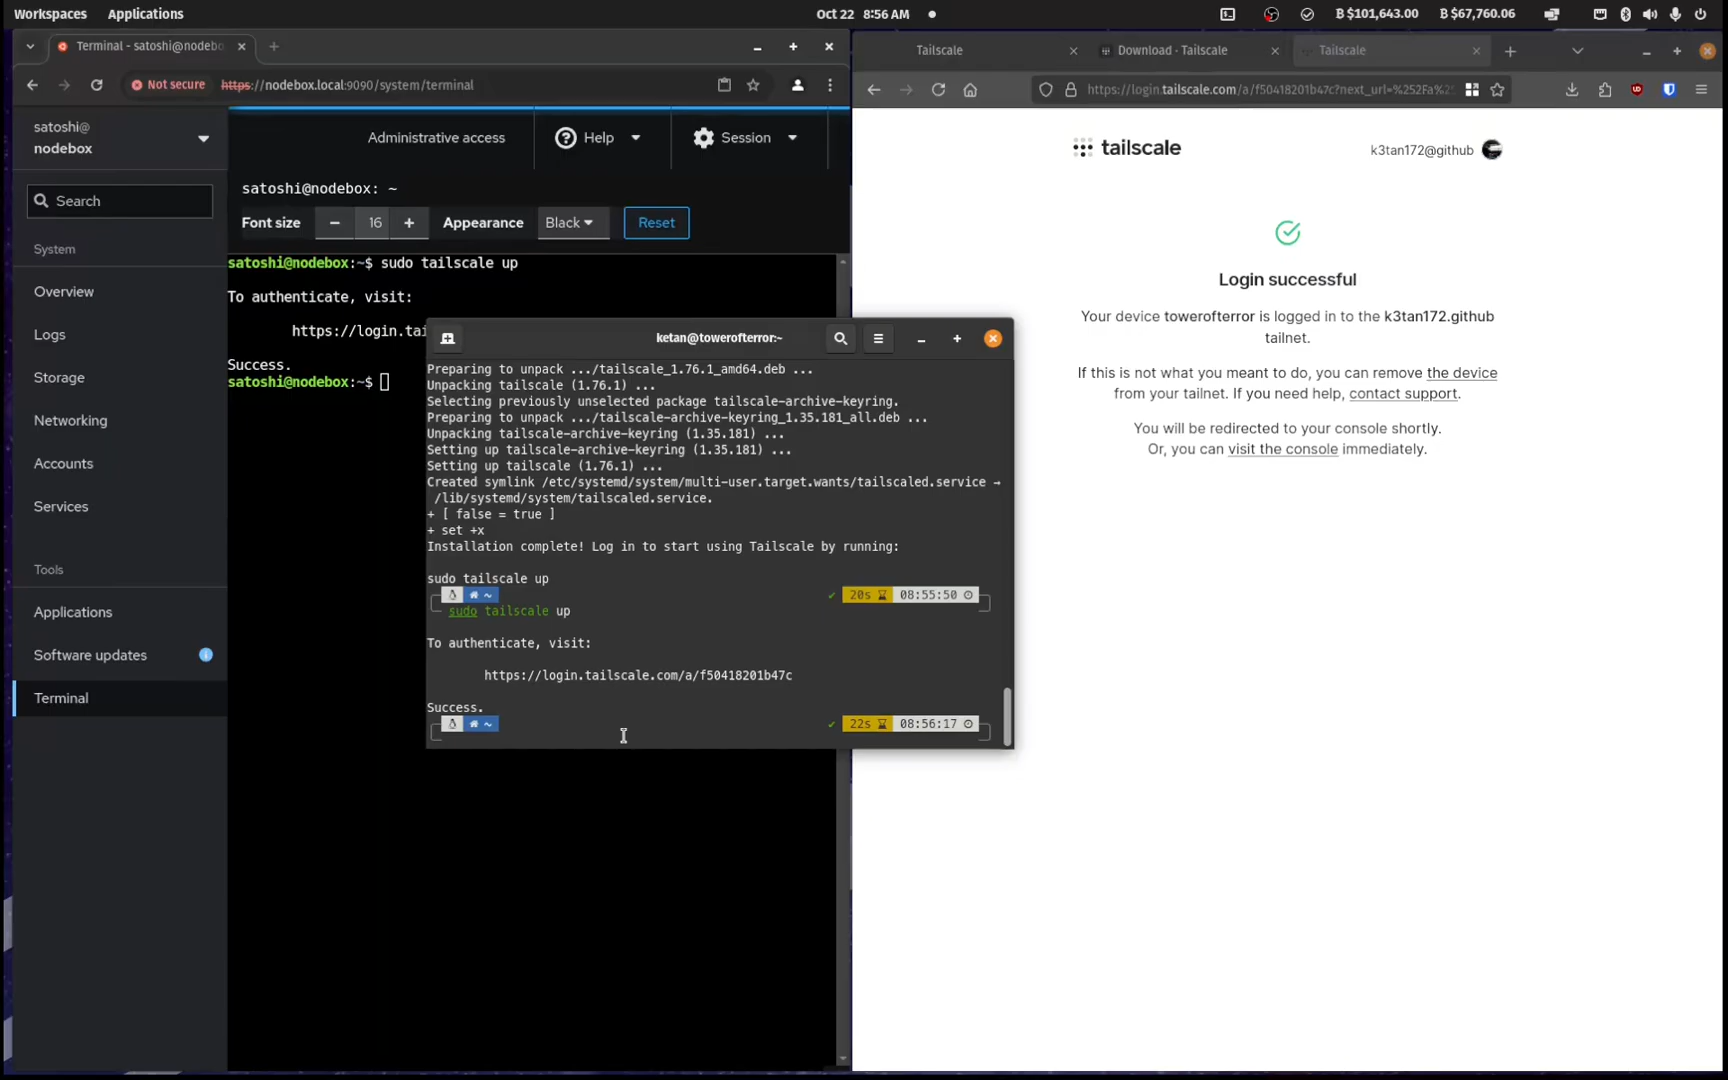 Workspaces Applications Oct 22 8:56 AM ₿ $101,643.00 ₿ $67,760.06
Terminal - satoshi@nodebo
Not secure https://nodebox.local:9090/system/terminal
satoshi@
nodebox
Search
System
Overview
Logs
Storage
Networking
Accounts
Services
Tools
Applications
Software updates
Terminal
Administrative access Help Session
satoshi@nodebox: ~
Font size − 16 + Appearance Black Reset
satoshi@nodebox:~$ sudo tailscale up
To authenticate, visit:
https://login.tai
Success.
satoshi@nodebox:~$
ketan@towerofterror:~
Preparing to unpack .../tailscale_1.76.1_amd64.deb ...
Unpacking tailscale (1.76.1) ...
Selecting previously unselected package tailscale-archive-keyring.
Preparing to unpack .../tailscale-archive-keyring_1.35.181_all.deb ...
Unpacking tailscale-archive-keyring (1.35.181) ...
Setting up tailscale-archive-keyring (1.35.181) ...
Setting up tailscale (1.76.1) ...
Created symlink /etc/systemd/system/multi-user.target.wants/tailscaled.service →
/lib/systemd/system/tailscaled.service.
+ [ false = true ]
+ set +x
Installation complete! Log in to start using Tailscale by running:
sudo tailscale up
~ ✔ 20s 08:55:50
sudo tailscale up
To authenticate, visit:
https://login.tailscale.com/a/f50418201b47c
Success.
~ ✔ 22s 08:56:17
Tailscale Download · Tailscale Tailscale
https://login.tailscale.com/a/f50418201b47c?next_url=%252Fa%25
tailscale k3tan172@github
Login successful
Your device towerofterror is logged in to the k3tan172.github
tailnet.
If this is not what you meant to do, you can remove the device
from your tailnet. If you need help, contact support.
You will be redirected to your console shortly.
Or, you can visit the console immediately.